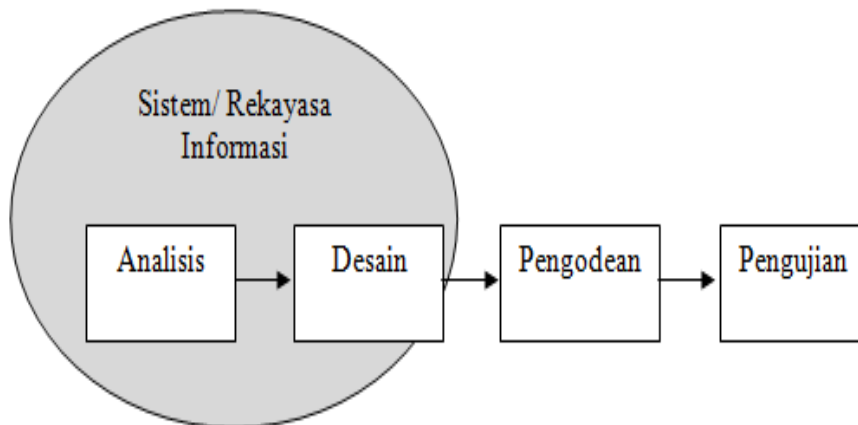 Sistem/ Rekayasa
Informasi
Analisis
Desain
Pengodean
Pengujian